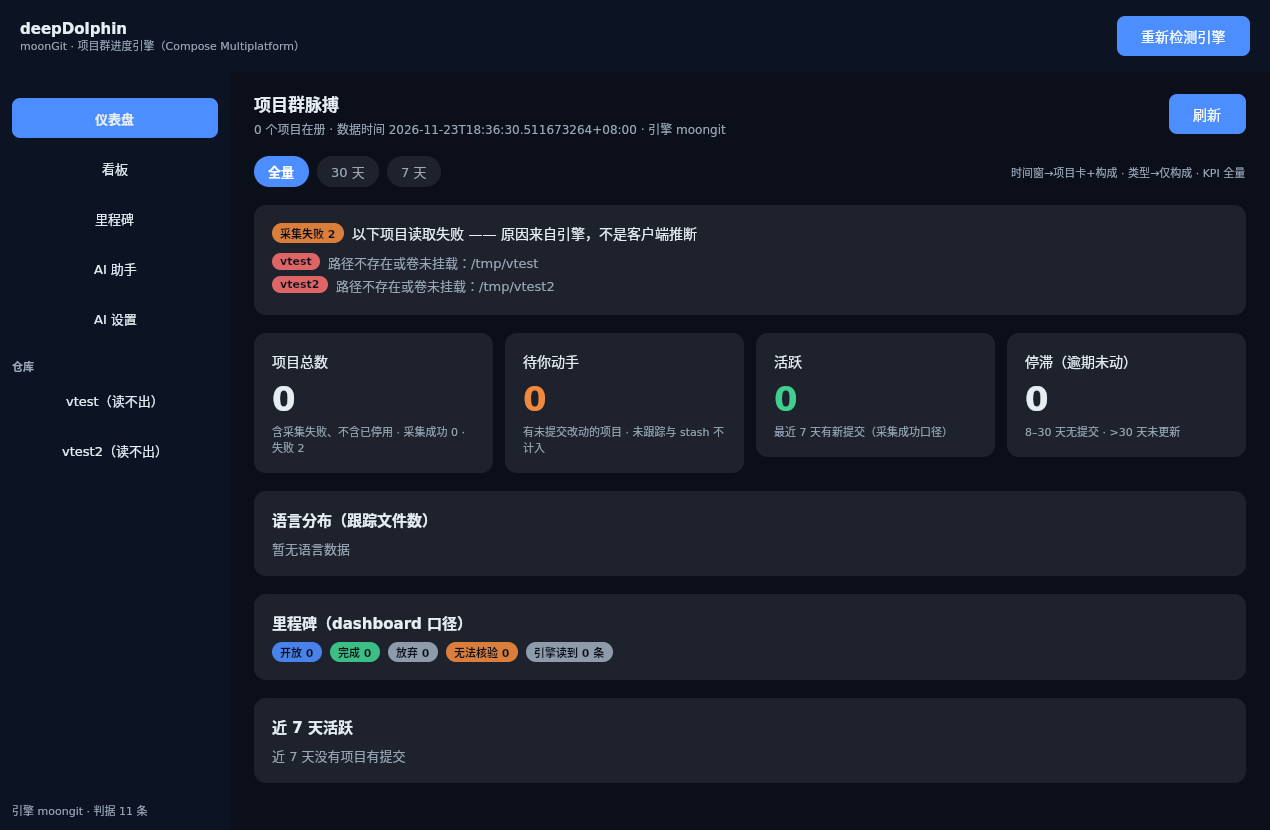 deepDolphin
moonGit · 项目群进度引擎（Compose Multiplatform）
重新检测引擎
仪表盘
看板
里程碑
AI 助手
AI 设置
仓库
vtest（读不出）
vtest2（读不出）
引擎 moongit · 判据 11 条
项目群脉搏
0 个项目在册 · 数据时间 2026-11-23T18:36:30.511673264+08:00 · 引擎 moongit
刷新
全量
30 天
7 天
时间窗→项目卡+构成 · 类型→仅构成 · KPI 全量
采集失败 2 以下项目读取失败 —— 原因来自引擎，不是客户端推断
vtest 路径不存在或卷未挂载：/tmp/vtest
vtest2 路径不存在或卷未挂载：/tmp/vtest2
项目总数
0
含采集失败、不含已停用 · 采集成功 0 ·
失败 2
待你动手
0
有未提交改动的项目 · 未跟踪与 stash 不
计入
活跃
0
最近 7 天有新提交（采集成功口径）
停滞（逾期未动）
0
8–30 天无提交 · >30 天未更新
语言分布（跟踪文件数）
暂无语言数据
里程碑（dashboard 口径）
开放 0
完成 0
放弃 0
无法核验 0
引擎读到 0 条
近 7 天活跃
近 7 天没有项目有提交